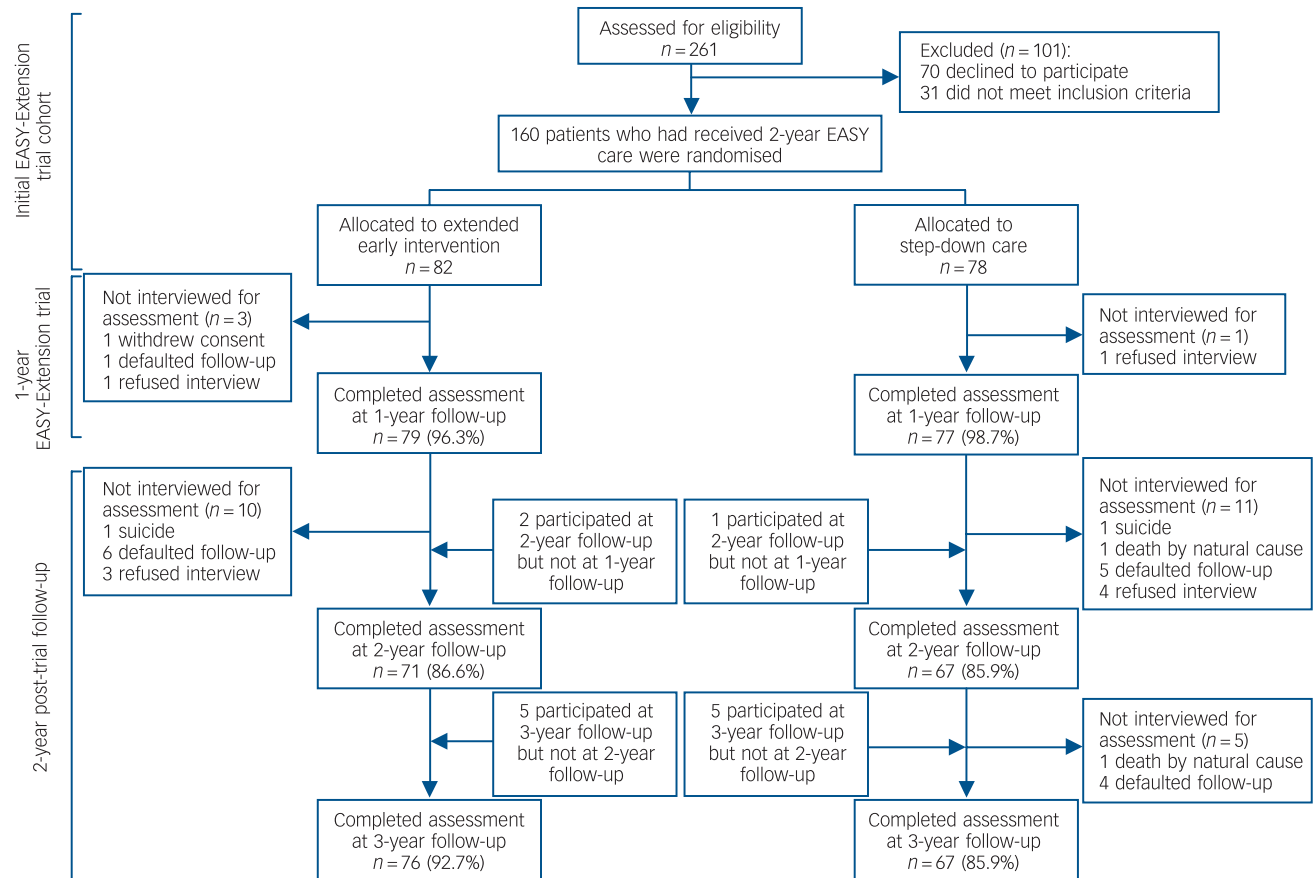 Initial EASY-Extension
trial cohort
Assessed for eligibility
n = 261
Excluded (n = 101):
70 declined to participate
31 did not meet inclusion criteria
160 patients who had received 2-year EASY
care were randomised
Allocated to extended
early intervention
n = 82
Allocated to
step-down care
n = 78
1-year
EASY-Extension trial
Not interviewed for
assessment (n = 3)
1 withdrew consent
1 defaulted follow-up
1 refused interview
Not interviewed for
assessment (n = 1)
1 refused interview
Completed assessment
at 1-year follow-up
n = 79 (96.3%)
Completed assessment
at 1-year follow-up
n = 77 (98.7%)
2-year post-trial follow-up
Not interviewed for
assessment (n = 10)
1 suicide
6 defaulted follow-up
3 refused interview
2 participated at
2-year follow-up
but not at 1-year
follow-up
1 participated at
2-year follow-up
but not at 1-year
follow-up
Not interviewed for
assessment (n = 11)
1 suicide
1 death by natural cause
5 defaulted follow-up
4 refused interview
Completed assessment
at 2-year follow-up
n = 71 (86.6%)
Completed assessment
at 2-year follow-up
n = 67 (85.9%)
5 participated at
3-year follow-up
but not at 2-year
follow-up
5 participated at
3-year follow-up
but not at 2-year
follow-up
Not interviewed for
assessment (n = 5)
1 death by natural cause
4 defaulted follow-up
Completed assessment
at 3-year follow-up
n = 76 (92.7%)
Completed assessment
at 3-year follow-up
n = 67 (85.9%)